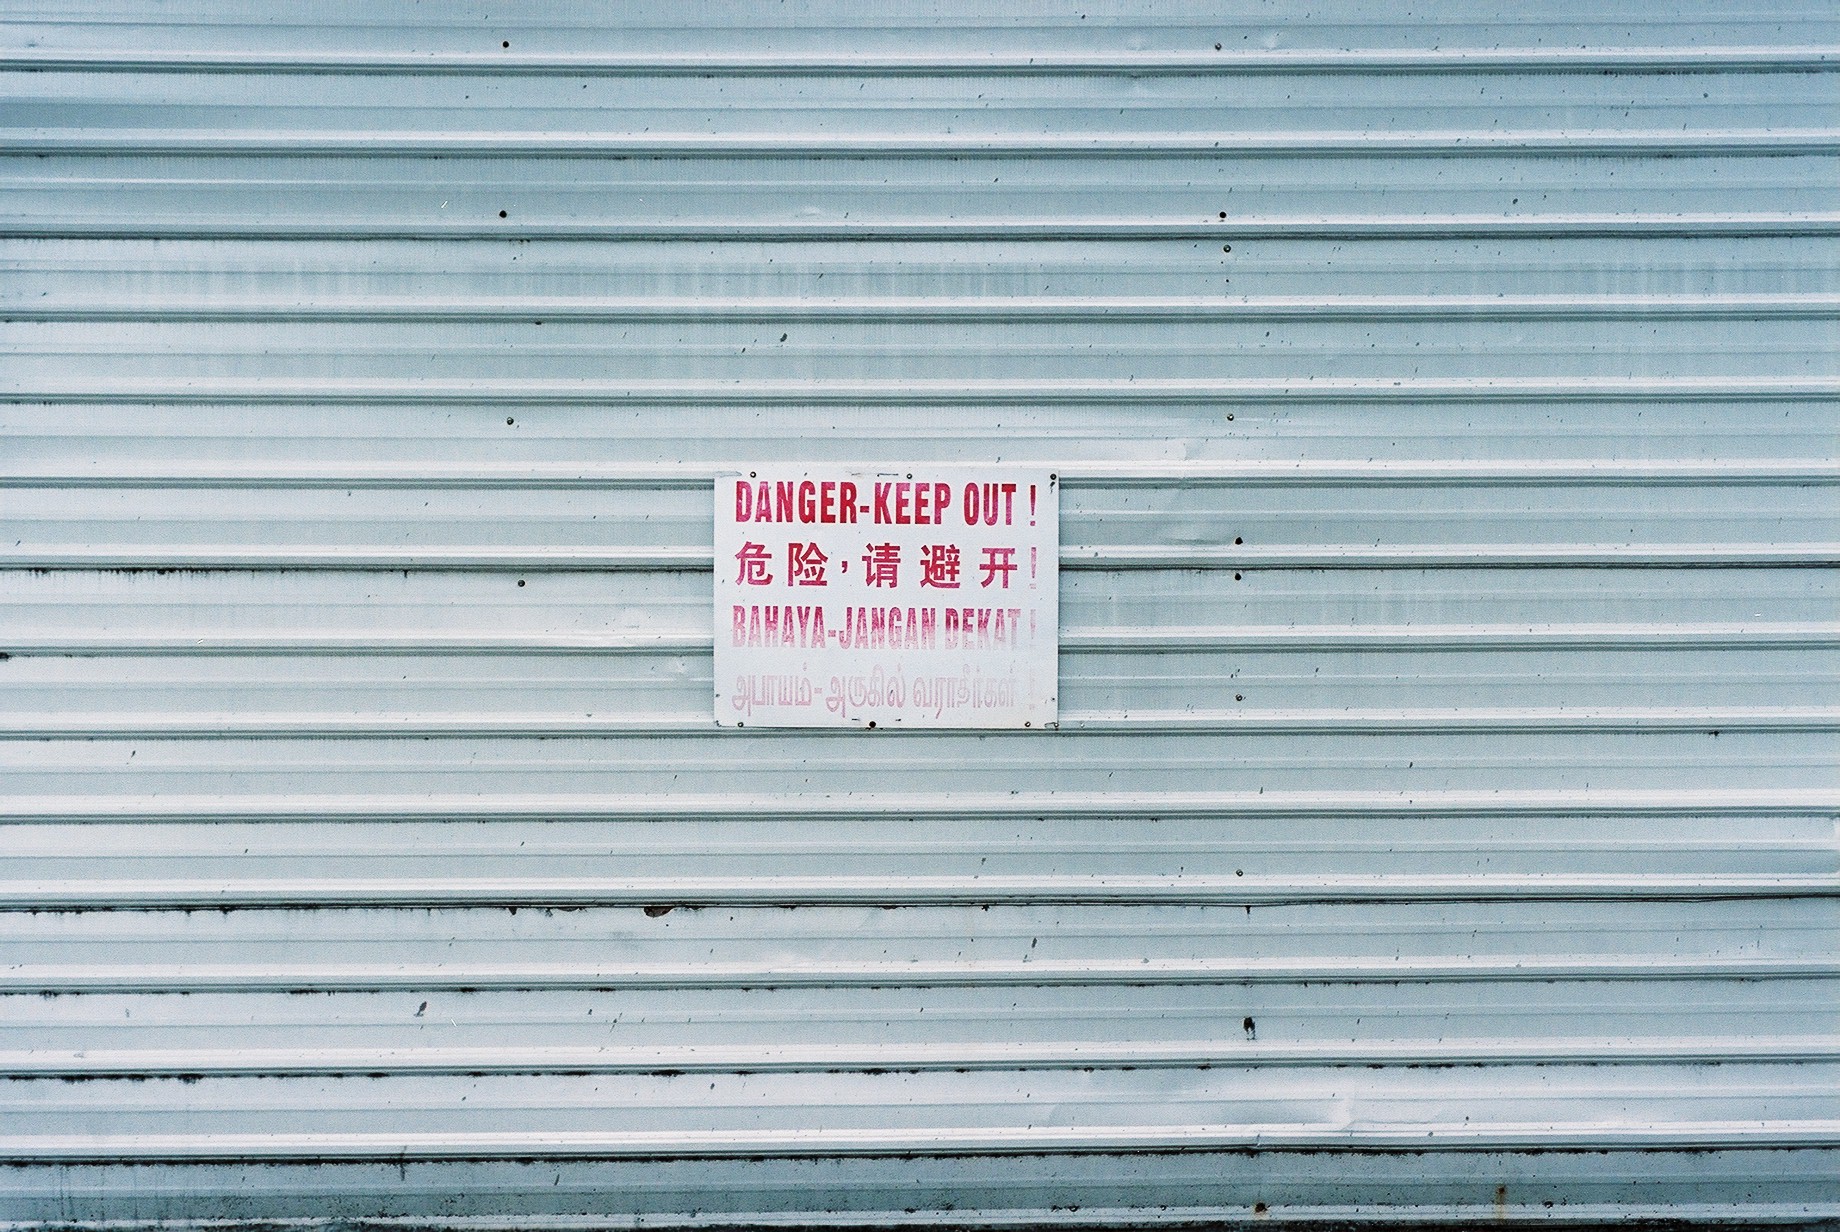 DANGER-KEEP OUT !
危险,请避开!
BAHAYA-JANGAN DEKAT !
அபாயம்- அருகில் வராதீர்கள் !